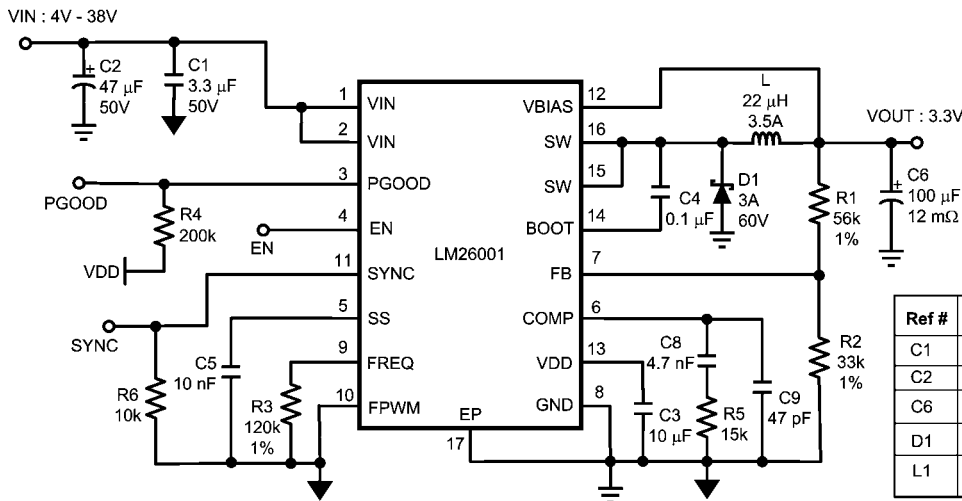 VIN : 4V - 38V
C2
47 μF
50V
C1
3.3 μF
50V
1
VIN
2
VIN
3
PGOOD
4
EN
11
SYNC
5
SS
9
FREQ
10
FPWM
LM26001
EP
17
12
VBIAS
16
SW
15
SW
14
BOOT
7
FB
6
COMP
13
VDD
8
GND
PGOOD
R4
200k
VDD
EN
SYNC
R6
10k
C5
10 nF
R3
120k
1%
L
22 μH
3.5A
VOUT : 3.3V
C4
0.1 μF
D1
3A
60V
R1
56k
1%
C6
100 μF
12 mΩ
R2
33k
1%
C8
4.7 nF
C3
10 μF
R5
15k
C9
47 pF
Ref #
C1
C2
C6
D1
L1